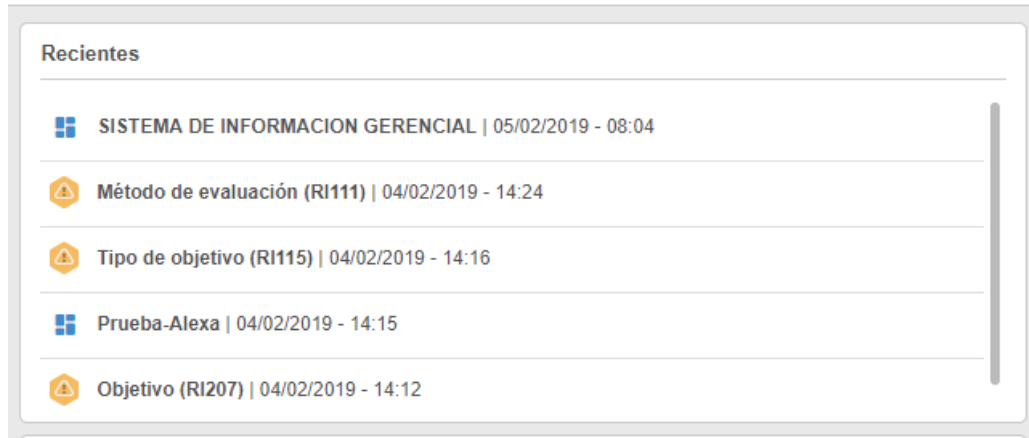 Recientes
SISTEMA DE INFORMACION GERENCIAL | 05/02/2019 - 08:04
Método de evaluación (RI111) | 04/02/2019 - 14:24
Tipo de objetivo (RI115) | 04/02/2019 - 14:16
Prueba-Alexa | 04/02/2019 - 14:15
Objetivo (RI207) | 04/02/2019 - 14:12